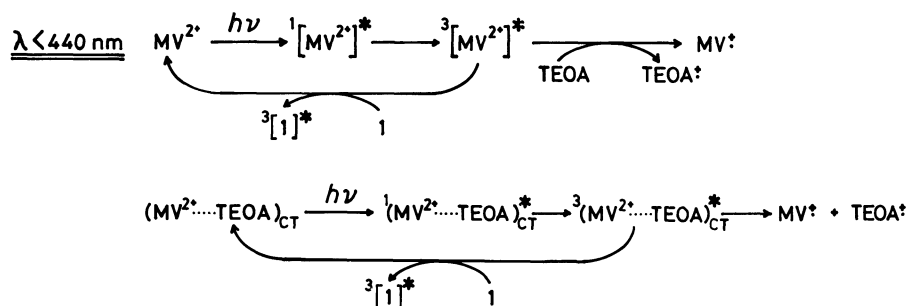 λ<440 nm MV²⁺ hν ¹[MV²⁺]* ³[MV²⁺]* MV⁺̇
TEOA TEOA⁺̇
³[1]* 1
(MV²⁺·····TEOA)CT hν ¹(MV²⁺·····TEOA)*CT ³(MV²⁺····TEOA)*CT MV⁺̇ + TEOA⁺̇
³[1]* 1